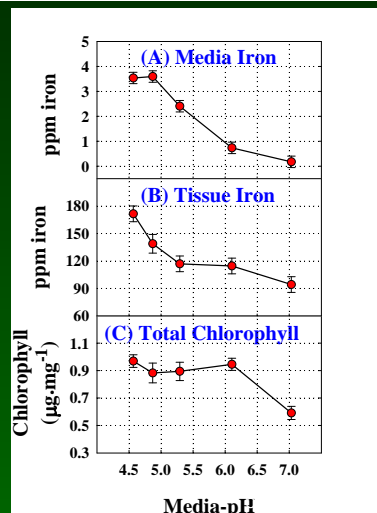 (A) Media Iron
ppm iron
5
4
3
2
1
0
(B) Tissue Iron
ppm iron
180
150
120
90
60
(C) Total Chlorophyll
Chlorophyll
(µg·mg⁻¹)
1.1
0.9
0.7
0.5
0.3
4.5 5.0 5.5 6.0 6.5 7.0
Media-pH